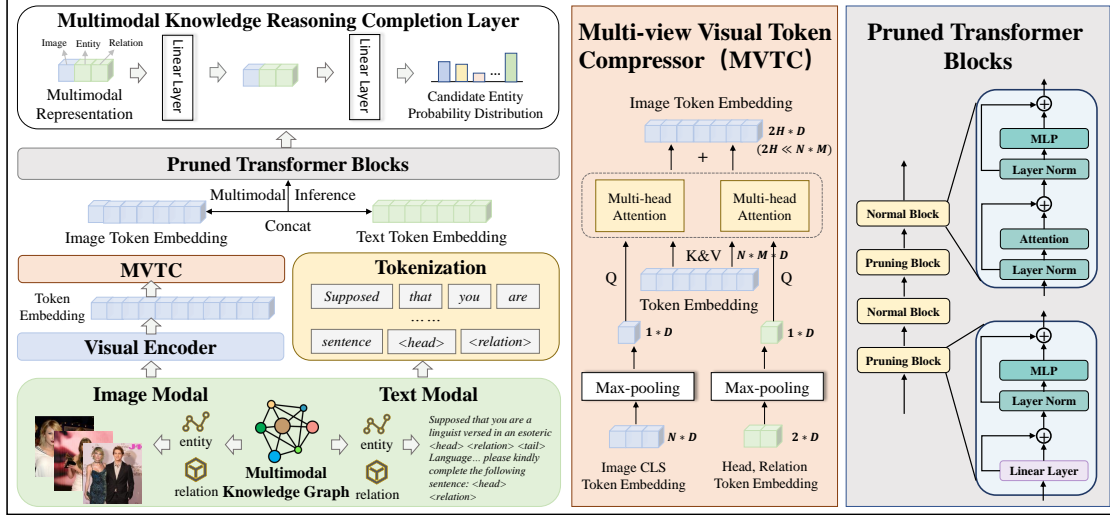 Multimodal Knowledge Reasoning Completion Layer
Image
Entity
Relation
Multimodal
Representation
Linear
Layer
Linear
Layer
...
Candidate Entity
Probability Distribution
Pruned Transformer Blocks
Multimodal
Inference
Concat
Image Token Embedding
Text Token Embedding
MVTC
Token
Embedding
Visual Encoder
Tokenization
Supposed
that
you
are
... ...
sentence
<head>
<relation>
Image Modal
Text Modal
entity
relation
Multimodal
Knowledge Graph
entity
relation
Supposed that you are a
linguist versed in an esoteric
<head> <relation> <tail>
Language... please kindly
complete the following
sentence: <head>
<relation>
Multi-view Visual Token
Compressor（MVTC）
Image Token Embedding
2H * D
(2H ≪ N * M)
+
Multi-head
Attention
Multi-head
Attention
Q
K&V
N * M * D
Q
Token Embedding
1 * D
1 * D
Max-pooling
Max-pooling
N * D
2 * D
Image CLS
Token Embedding
Head, Relation
Token Embedding
Pruned Transformer
Blocks
Normal Block
Pruning Block
Normal Block
Pruning Block
MLP
Layer Norm
Attention
Layer Norm
MLP
Layer Norm
Linear Layer